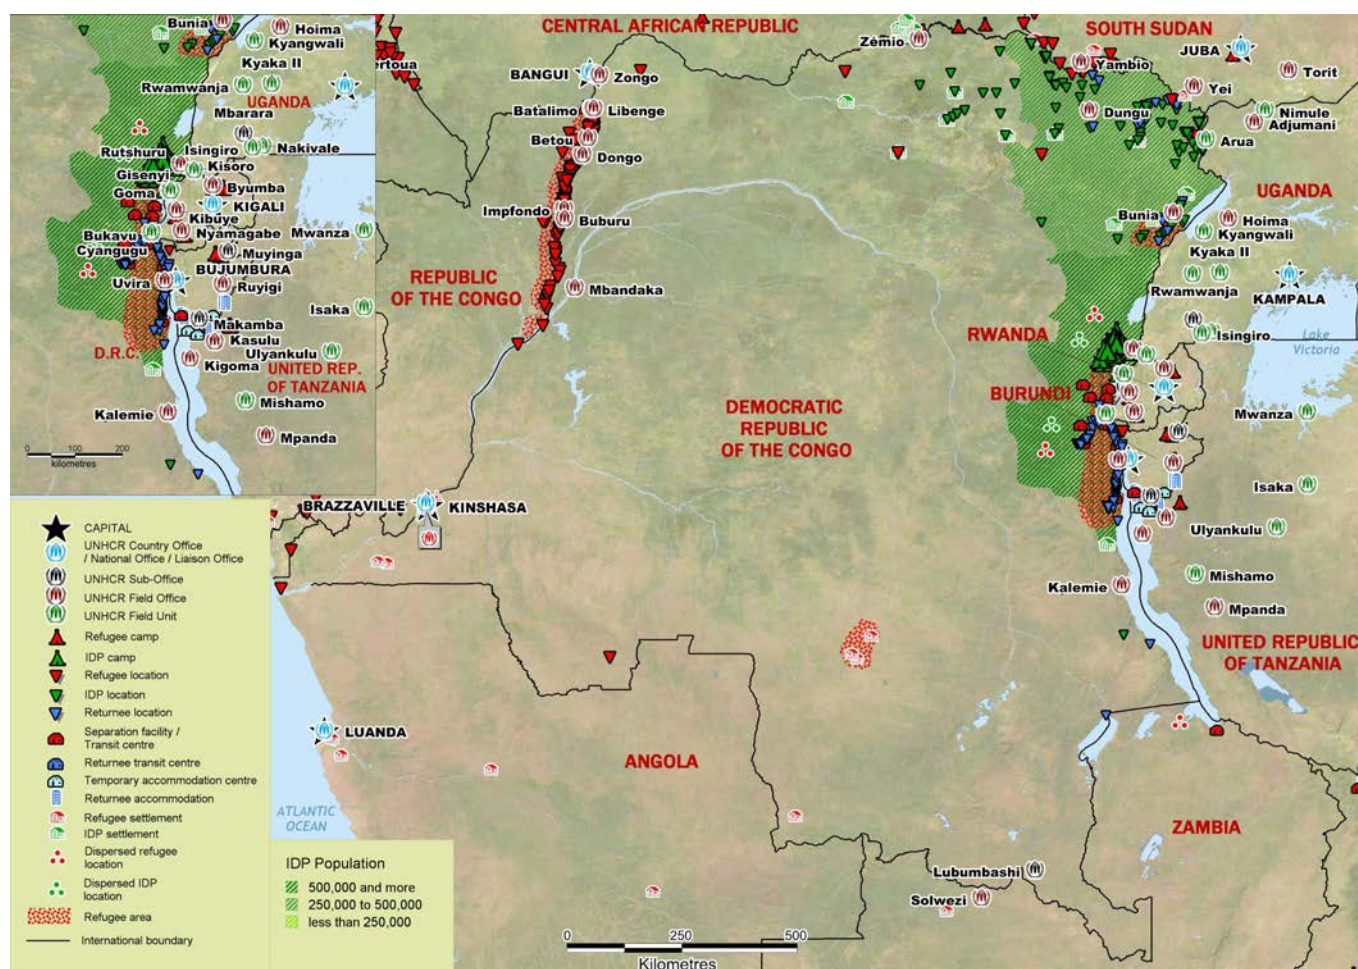 Bunia
Hoima
Kyangwali
Kyaka II
Rwamwanja
UGANDA
Mbarara
Rutshuru
Isingiro
Nakivale
Gisenyi
Kisoro
Goma
Byumba
KIGALI
Kibuye
Bukavu
Nyamagabe
Mwanza
Cyangugu
Muyinga
BUJUMBURA
Uvira
Ruyigi
Isaka
Makamba
Kasulu
D.R.C.
Ulyankulu
Kigoma
UNITED REP.
OF TANZANIA
Mishamo
Kalemie
Mpanda
0 100 200
kilometres
CENTRAL AFRICAN REPUBLIC
SOUTH SUDAN
ertoua
BANGUI
Zongo
Zémio
Yambio
JUBA
Torit
Yei
Batalimo
Libenge
Dungu
Nimule
Adjumani
Betou
Dongo
Arua
UGANDA
Impfondo
Buburu
Bunia
Hoima
Kyangwali
Kyaka II
REPUBLIC
OF THE CONGO
Mbandaka
Rwamwanja
KAMPALA
RWANDA
Isingiro
Lake
Victoria
BURUNDI
DEMOCRATIC
REPUBLIC
OF THE CONGO
Mwanza
Isaka
BRAZZAVILLE
KINSHASA
Ulyankulu
Mishamo
Kalemie
Mpanda
UNITED REPUBLIC
OF TANZANIA
LUANDA
ANGOLA
ATLANTIC
OCEAN
ZAMBIA
Lubumbashi
Solwezi
0 250 500
Kilometres
CAPITAL
UNHCR Country Office
/ National Office / Liaison Office
UNHCR Sub-Office
UNHCR Field Office
UNHCR Field Unit
Refugee camp
IDP camp
Refugee location
IDP location
Returnee location
Separation facility /
Transit centre
Returnee transit centre
Temporary accommodation centre
Returnee accommodation
Refugee settlement
IDP settlement
Dispersed refugee
location
Dispersed IDP
location
Refugee area
International boundary
IDP Population
500,000 and more
250,000 to 500,000
less than 250,000